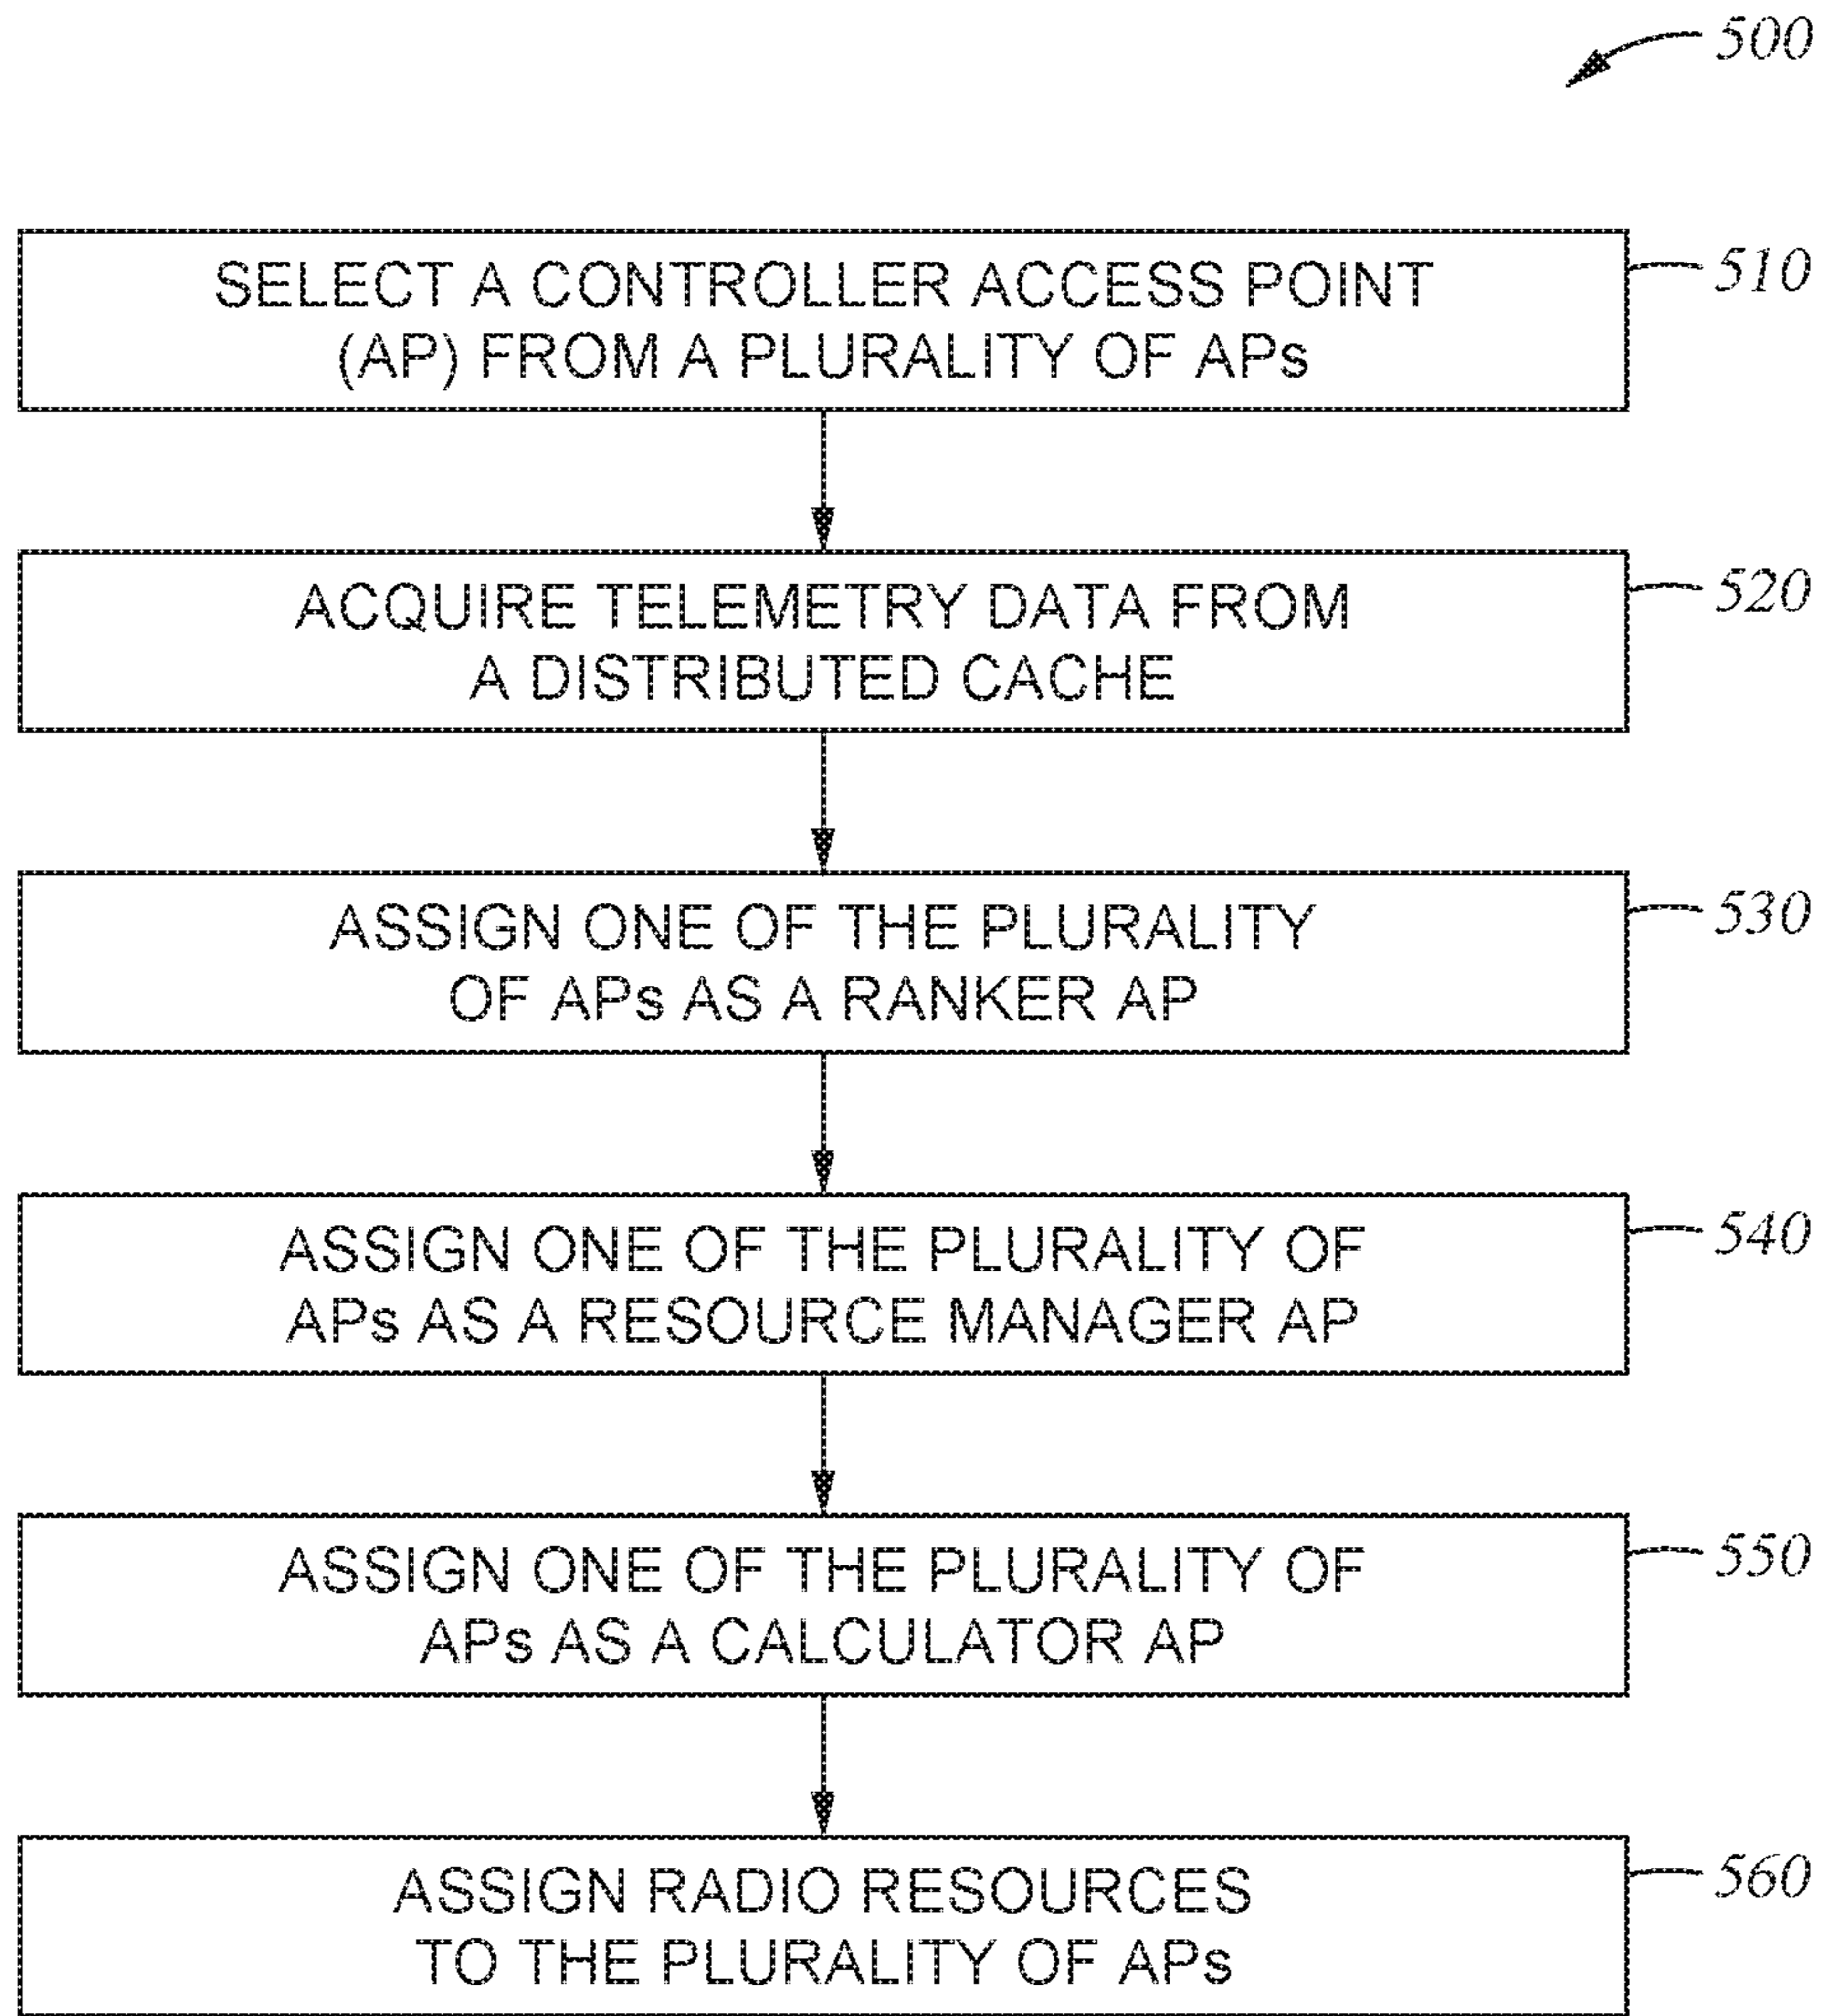 500
SELECT A CONTROLLER ACCESS POINT
(AP) FROM A PLURALITY OF APs
510
ACQUIRE TELEMETRY DATA FROM
A DISTRIBUTED CACHE
520
ASSIGN ONE OF THE PLURALITY
OF APs AS A RANKER AP
530
ASSIGN ONE OF THE PLURALITY OF
APs AS A RESOURCE MANAGER AP
540
ASSIGN ONE OF THE PLURALITY OF
APs AS A CALCULATOR AP
550
ASSIGN RADIO RESOURCES
TO THE PLURALITY OF APs
560